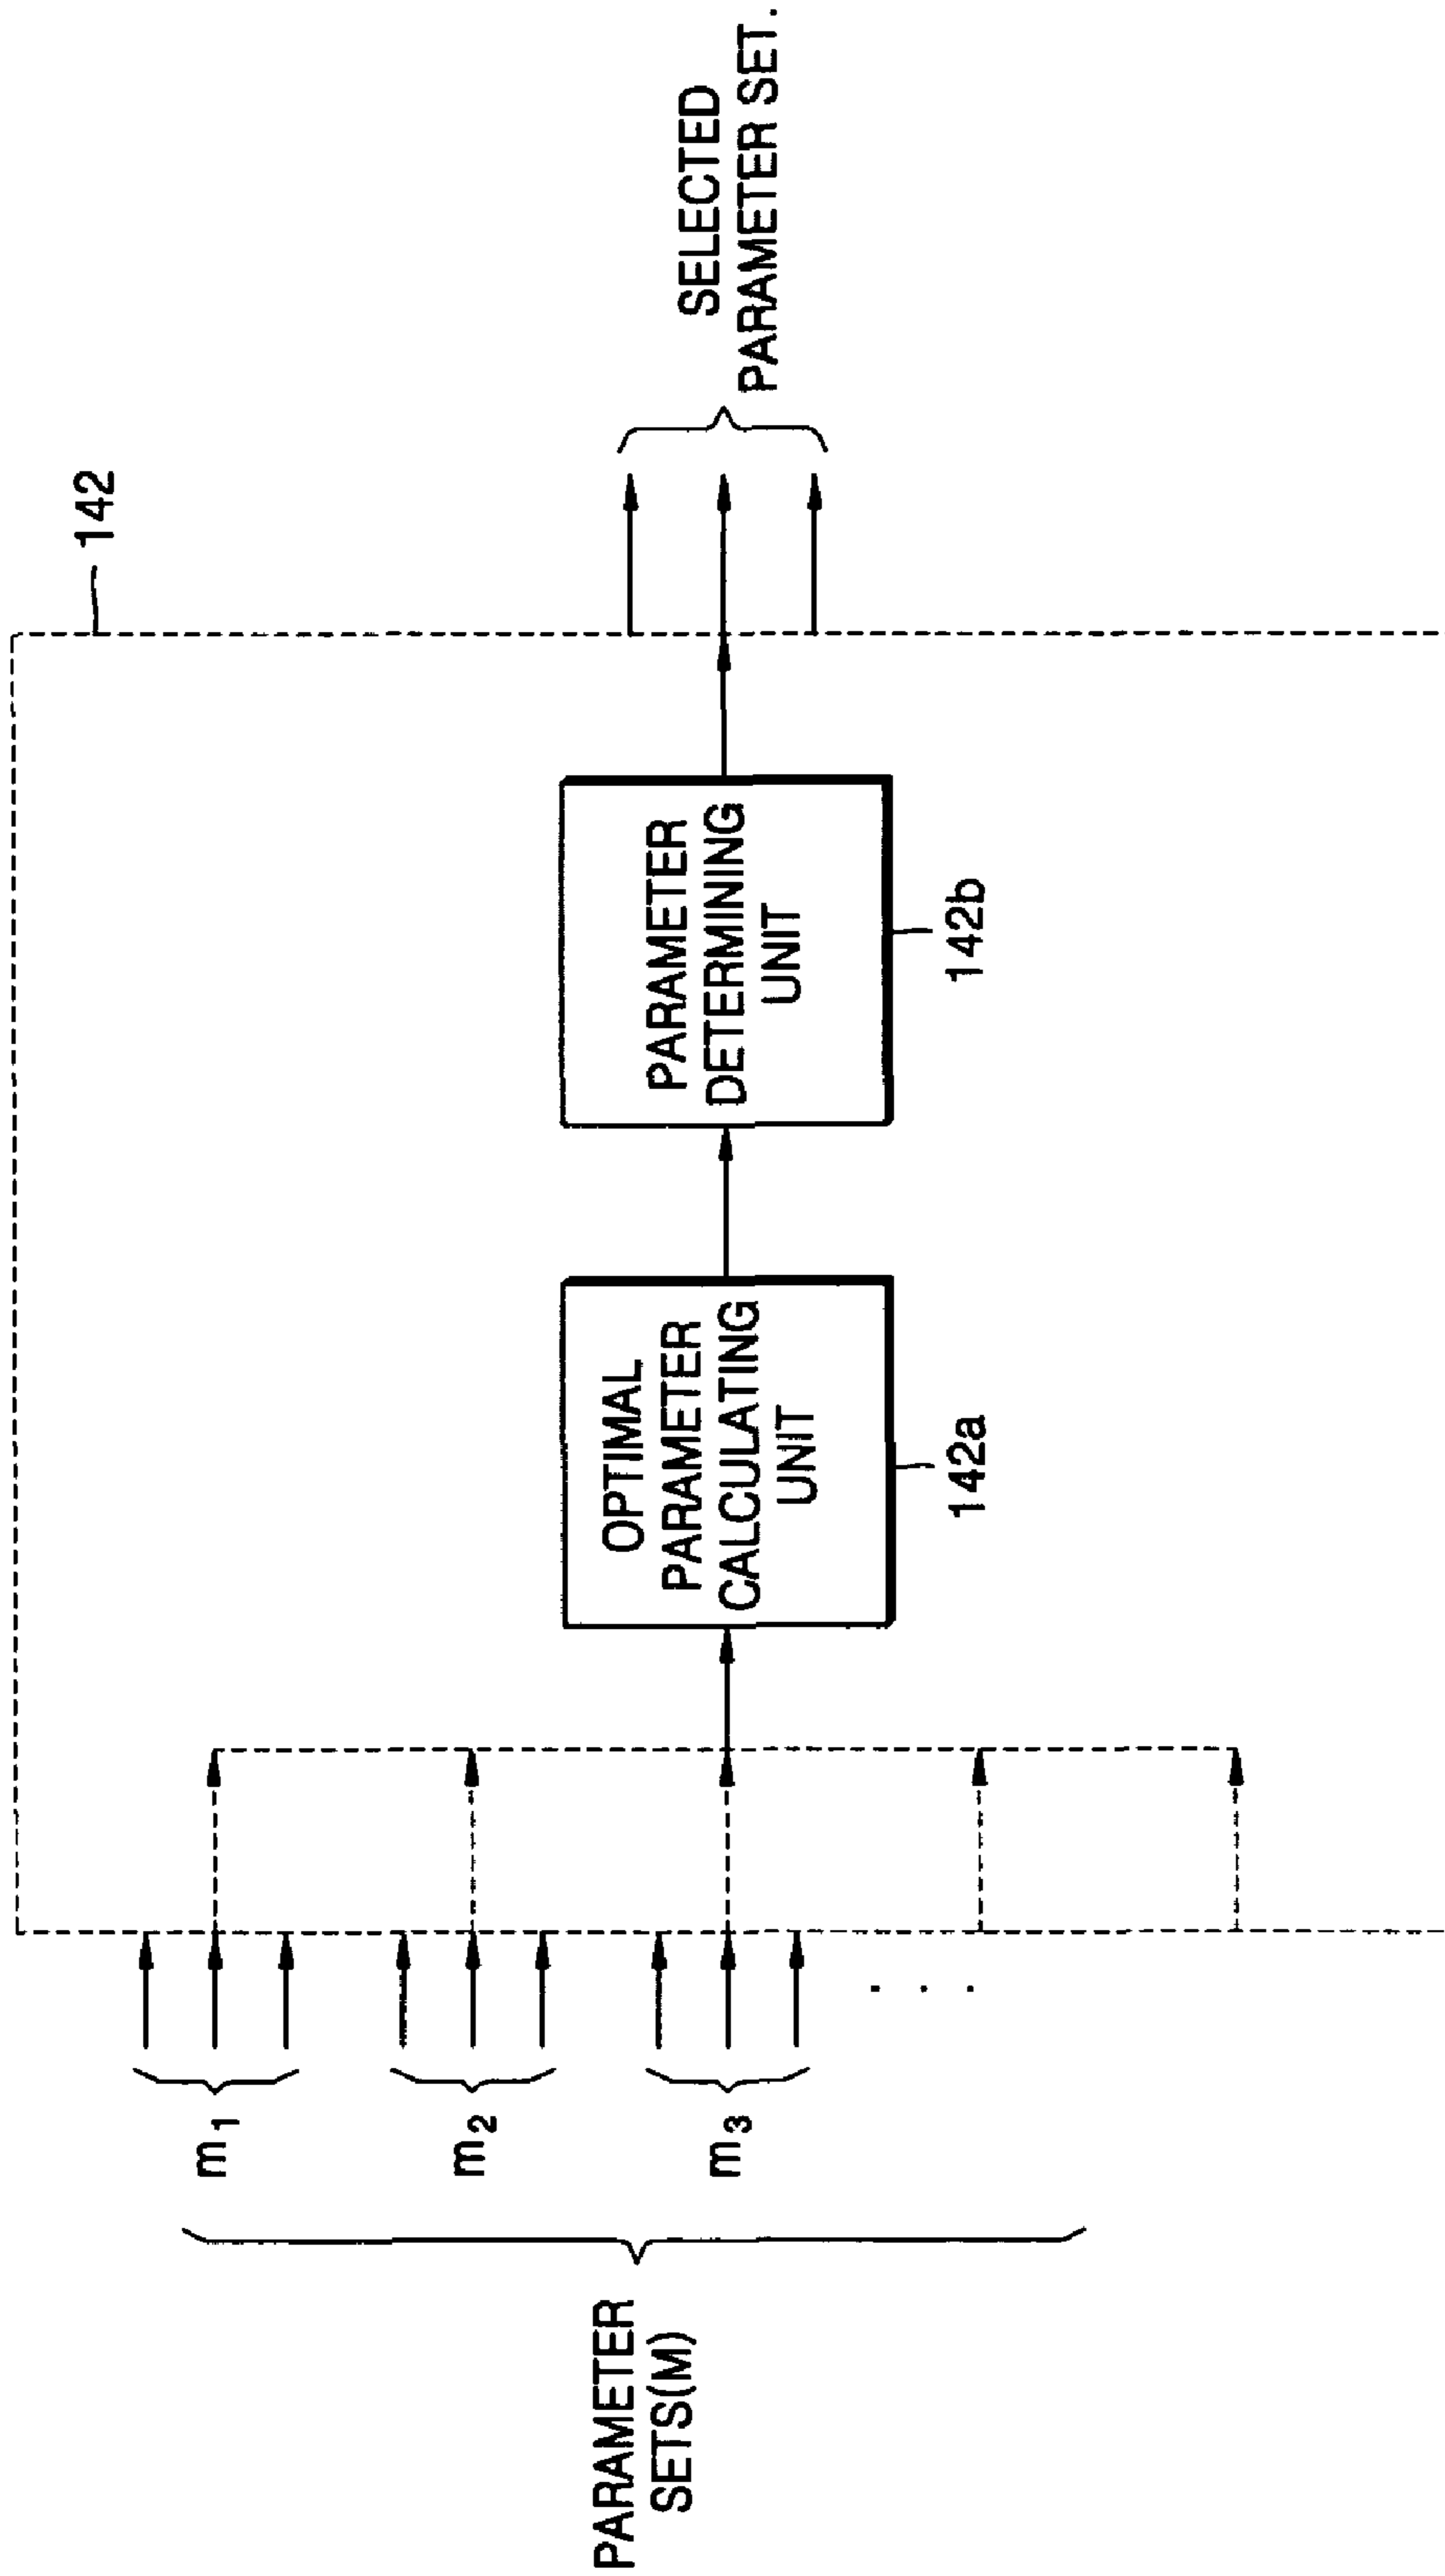 142
PARAMETER
SETS(M)
m1
m2
m3
. . .
OPTIMAL
PARAMETER
CALCULATING
UNIT
142a
PARAMETER
DETERMINING
UNIT
142b
SELECTED
PARAMETER SET.